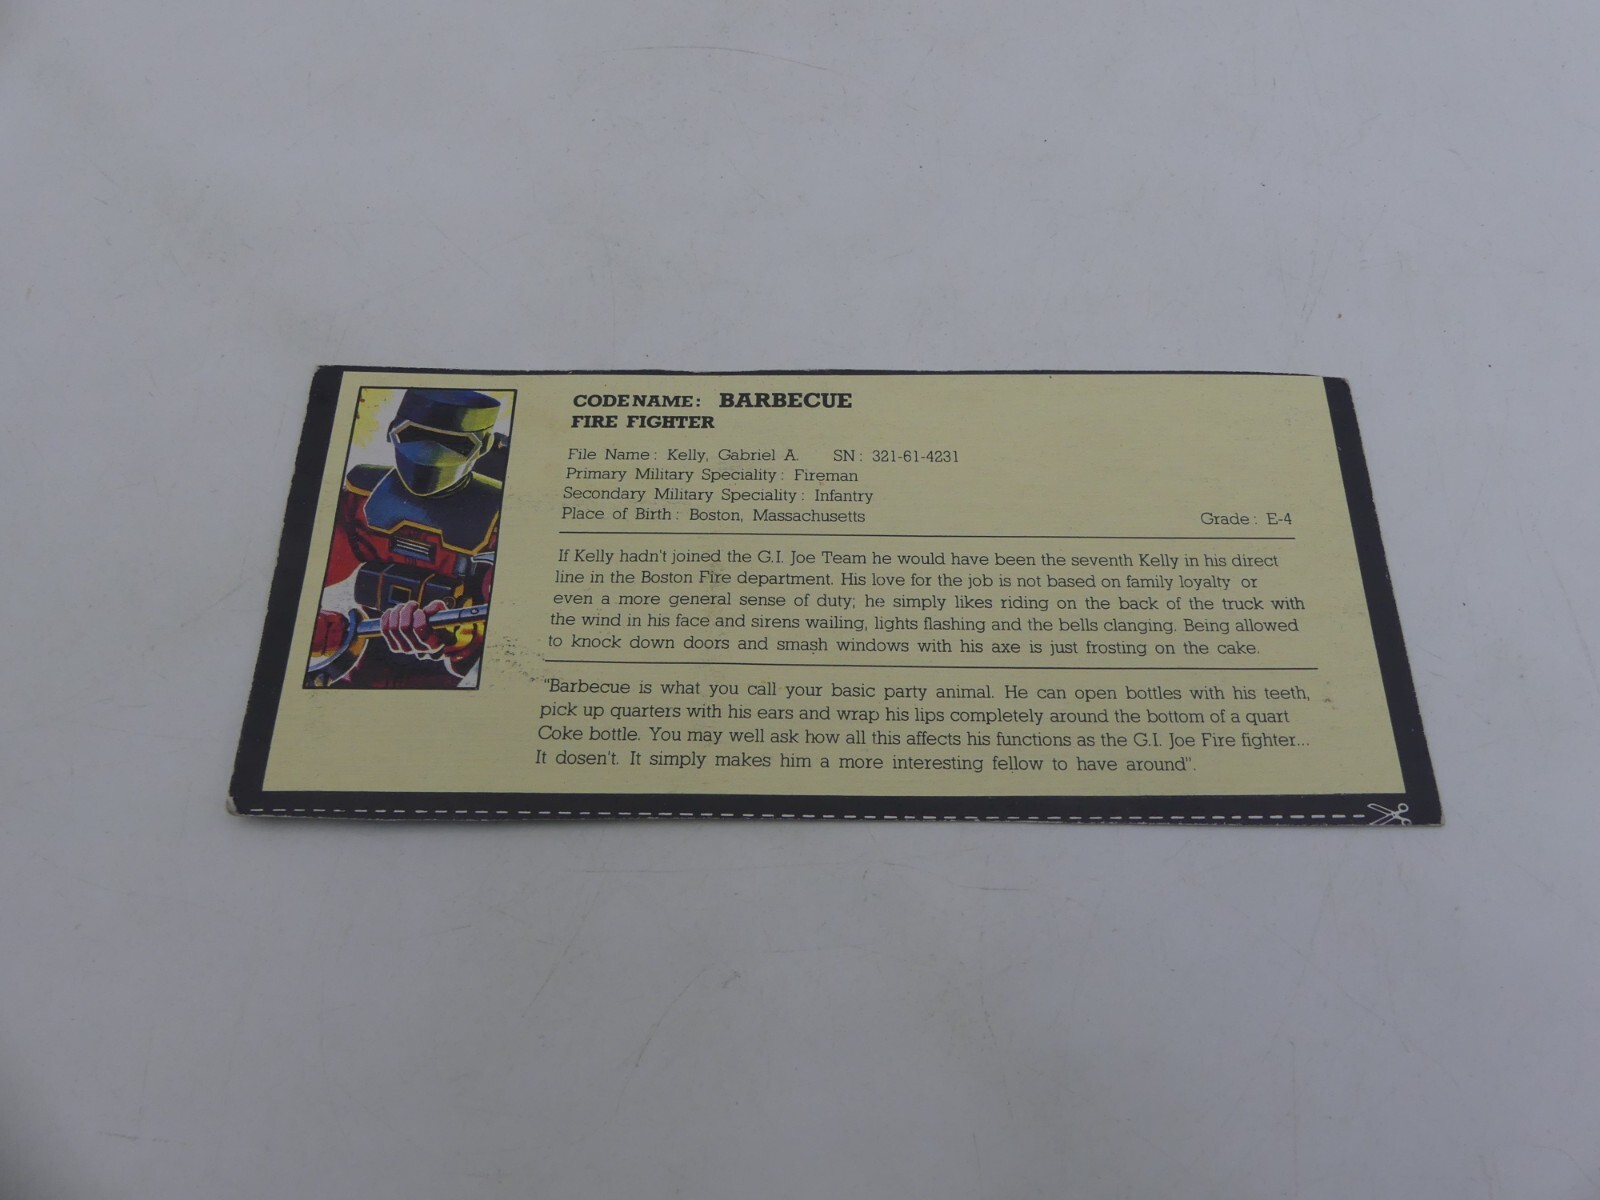 CODENAME: BARBECUE
FIRE FIGHTER
File Name: Kelly, Gabriel A. SN: 321-61-4231
Primary Military Speciality: Fireman
Secondary Military Speciality: Infantry
Place of Birth: Boston, Massachusetts Grade: E-4
If Kelly hadn't joined the G.I. Joe Team he would have been the seventh Kelly in his direct
line in the Boston Fire department. His love for the job is not based on family loyalty or
even a more general sense of duty; he simply likes riding on the back of the truck with
the wind in his face and sirens wailing, lights flashing and the bells clanging. Being allowed
to knock down doors and smash windows with his axe is just frosting on the cake.
"Barbecue is what you call your basic party animal. He can open bottles with his teeth,
pick up quarters with his ears and wrap his lips completely around the bottom of a quart
Coke bottle. You may well ask how all this affects his functions as the G.I. Joe Fire fighter...
It dosen't. It simply makes him a more interesting fellow to have around".